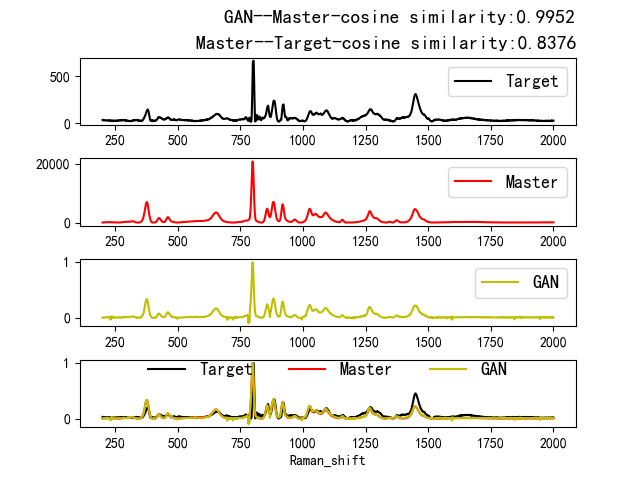 GAN--Master-cosine similarity:0.9952
Master--Target-cosine similarity:0.8376
500
0
Target
250 500 750 1000 1250 1500 1750 2000
20000
0
Master
250 500 750 1000 1250 1500 1750 2000
1
0
GAN
250 500 750 1000 1250 1500 1750 2000
1
0
Target Master GAN
250 500 750 1000 1250 1500 1750 2000
Raman_shift